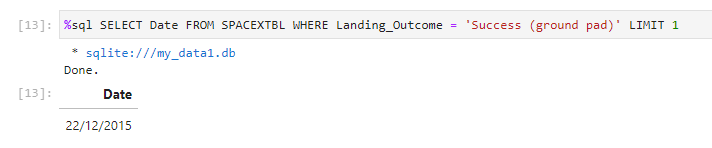 [13]: %sql SELECT Date FROM SPACEXTBL WHERE Landing_Outcome = 'Success (ground pad)' LIMIT 1
* sqlite:///my_data1.db
Done.
[13]: Date
22/12/2015